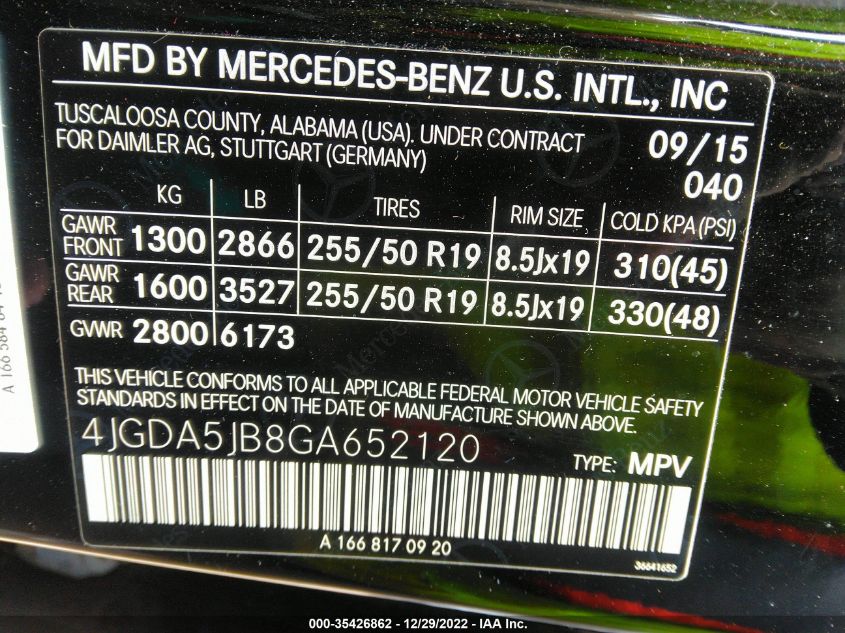 MFD BY MERCEDES-BENZ U.S. INTL., INC
TUSCALOOSA COUNTY, ALABAMA (USA). UNDER CONTRACT
FOR DAIMLER AG, STUTTGART (GERMANY)
09/15
040
KG LB TIRES RIM SIZE COLD KPA (PSI)
GAWR
FRONT 1300 2866 255/50 R19 8.5Jx19 310(45)
GAWR
REAR 1600 3527 255/50 R19 8.5Jx19 330(48)
GVWR 2800 6173
THIS VEHICLE CONFORMS TO ALL APPLICABLE FEDERAL MOTOR VEHICLE SAFETY
STANDARDS IN EFFECT ON THE DATE OF MANUFACTURE SHOWN ABOVE.
4JGDA5JB8GA652120
TYPE: MPV
A 166 817 09 20
36641652
A 166 584
000-35426862 - 12/29/2022 - IAA Inc.